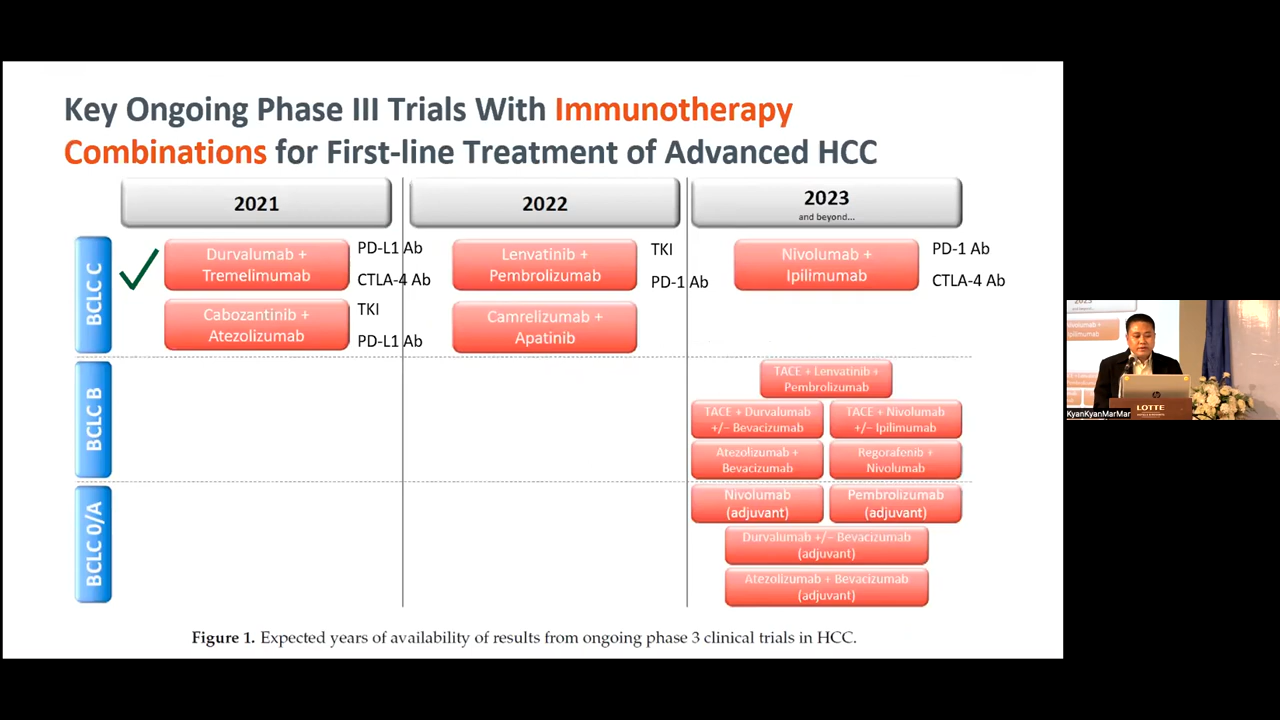 Key Ongoing Phase III Trials With Immunotherapy
Combinations for First-line Treatment of Advanced HCC
2021
2022
2023
and beyond...
BCLC C
Durvalumab +
Tremelimumab
PD-L1 Ab
CTLA-4 Ab
Cabozantinib +
Atezolizumab
TKI
PD-L1 Ab
Lenvatinib +
Pembrolizumab
TKI
PD-1 Ab
Camrelizumab +
Apatinib
Nivolumab +
Ipilimumab
PD-1 Ab
CTLA-4 Ab
BCLC B
TACE + Lenvatinib +
Pembrolizumab
TACE + Durvalumab
+/− Bevacizumab
TACE + Nivolumab
+/− Ipilimumab
Atezolizumab +
Bevacizumab
Regorafenib +
Nivolumab
BCLC 0/A
Nivolumab
(adjuvant)
Pembrolizumab
(adjuvant)
Durvalumab +/− Bevacizumab
(adjuvant)
Atezolizumab + Bevacizumab
(adjuvant)
Figure 1. Expected years of availability of results from ongoing phase 3 clinical trials in HCC.
LOTTE
KyanKyanMarMar